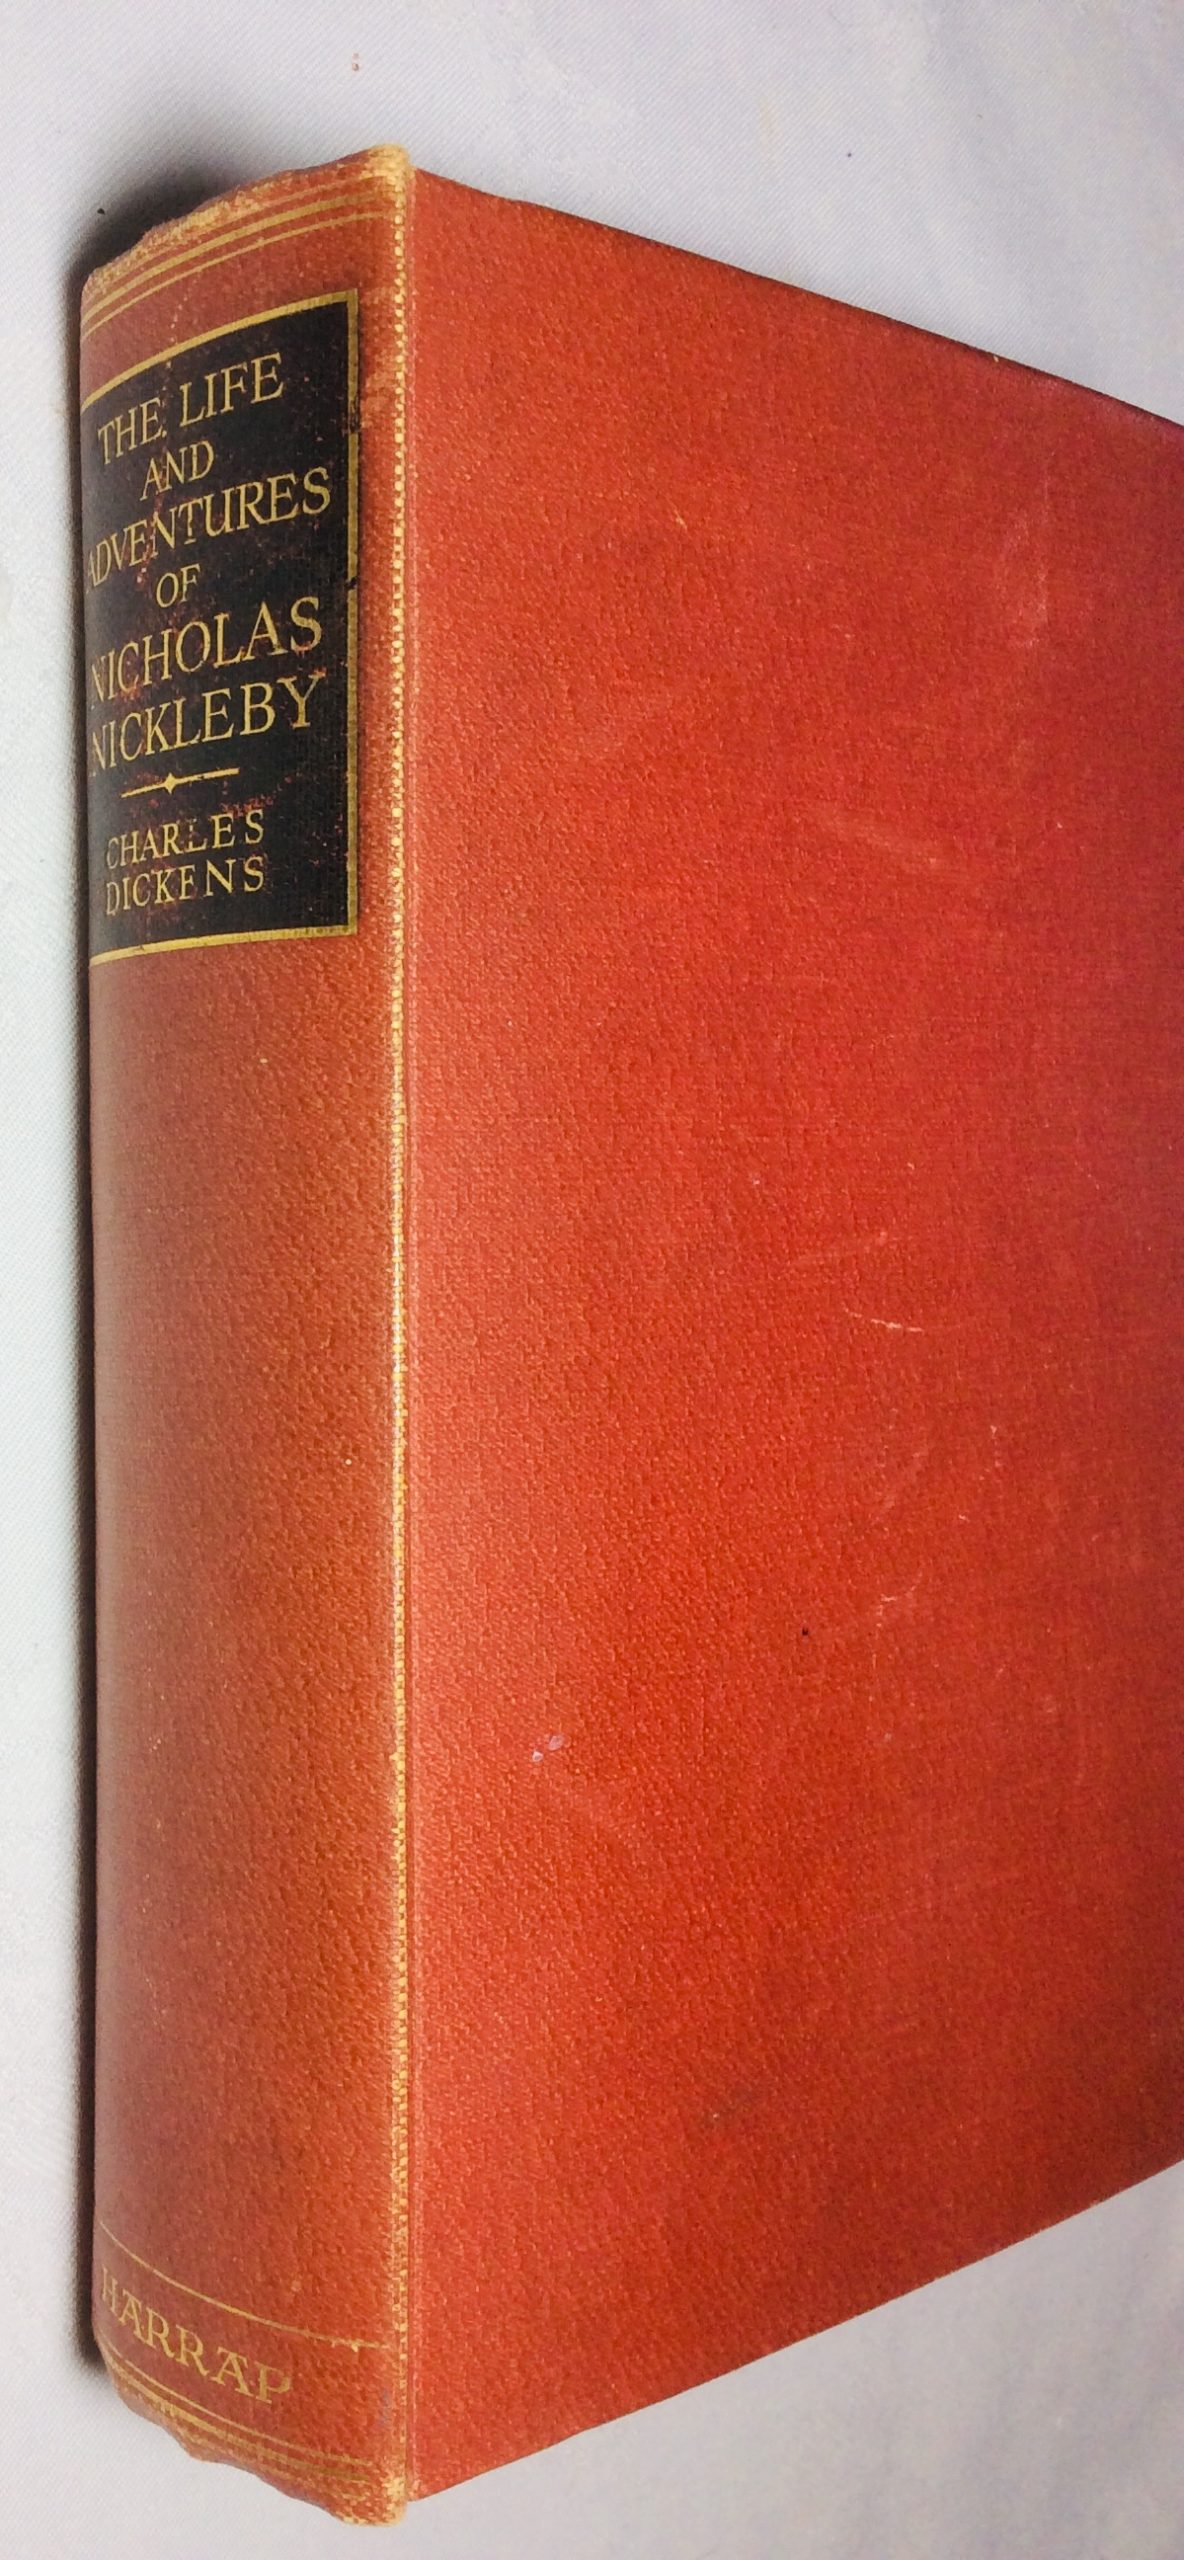 THE LIFE
AND
ADVENTURES
OF
NICHOLAS
NICKLEBY
CHARLES
DICKENS
HARRAP